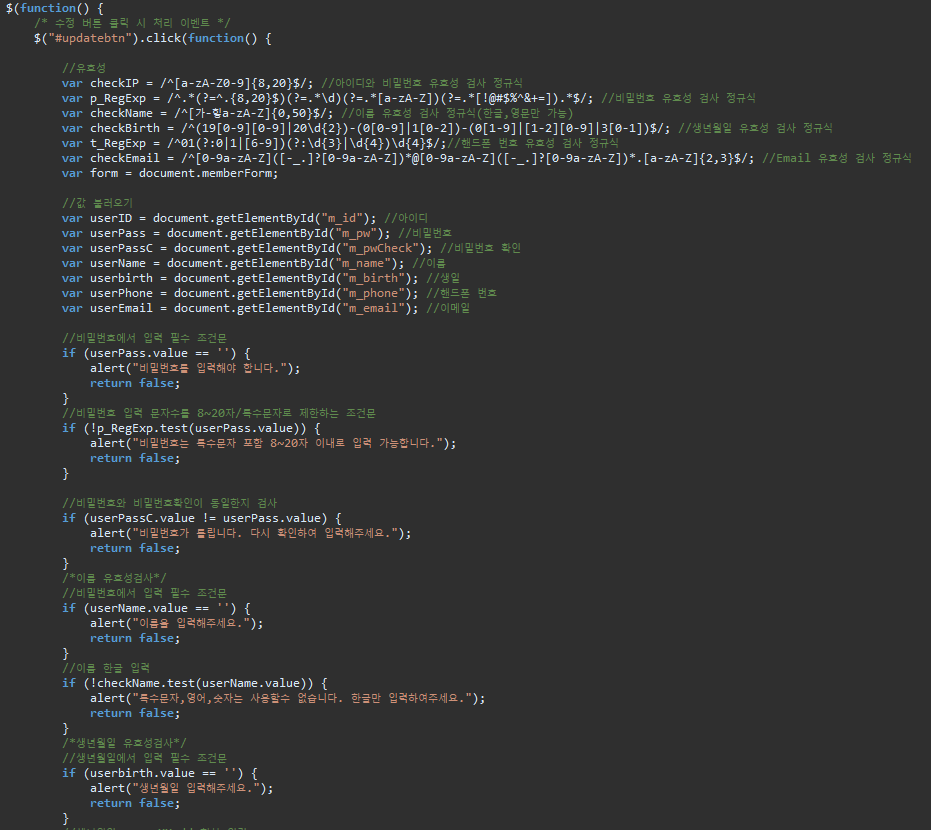 $(function() {
/* 수정 버튼 클릭 시 처리 이벤트 */
$("#updatebtn").click(function() {
//유효성
var checkIP = /^[a-zA-Z0-9]{8,20}$/; //아이디와 비밀번호 유효성 검사 정규식
var p_RegExp = /^.*(?=^.{8,20}$)(?=.*\d)(?=.*[a-zA-Z])(?=.*[!@#$%^&+=]).*$/; //비밀번호 유효성 검사 정규식
var checkName = /^[가-힣a-zA-Z]{0,50}$/; //이름 유효성 검사 정규식(한글,영문만 가능)
var checkBirth = /^(19[0-9][0-9]|20\d{2})-(0[0-9]|1[0-2])-(0[1-9]|[1-2][0-9]|3[0-1])$/; //생년월일 유효성 검사 정규식
var t_RegExp = /^01(?:0|1|[6-9])(?:\d{3}|\d{4})\d{4}$/;//핸드폰 번호 유효성 검사 정규식
var checkEmail = /^[0-9a-zA-Z]([-_.]?[0-9a-zA-Z])*@[0-9a-zA-Z]([-_.]?[0-9a-zA-Z])*.[a-zA-Z]{2,3}$/; //Email 유효성 검사 정규식
var form = document.memberForm;
//값 불러오기
var userID = document.getElementById("m_id"); //아이디
var userPass = document.getElementById("m_pw"); //비밀번호
var userPassC = document.getElementById("m_pwCheck"); //비밀번호 확인
var userName = document.getElementById("m_name"); //이름
var userbirth = document.getElementById("m_birth"); //생일
var userPhone = document.getElementById("m_phone"); //핸드폰 번호
var userEmail = document.getElementById("m_email"); //이메일
//비밀번호에서 입력 필수 조건문
if (userPass.value == '') {
alert("비밀번호를 입력해야 합니다.");
return false;
}
//비밀번호 입력 문자수를 8~20자/특수문자로 제한하는 조건문
if (!p_RegExp.test(userPass.value)) {
alert("비밀번호는 특수문자 포함 8~20자 이내로 입력 가능합니다.");
return false;
}
//비밀번호와 비밀번호확인이 동일한지 검사
if (userPassC.value != userPass.value) {
alert("비밀번호가 틀립니다. 다시 확인하여 입력해주세요.");
return false;
}
/*이름 유효성검사*/
//비밀번호에서 입력 필수 조건문
if (userName.value == '') {
alert("이름을 입력해주세요.");
return false;
}
//이름 한글 입력
if (!checkName.test(userName.value)) {
alert("특수문자,영어,숫자는 사용할수 없습니다. 한글만 입력하여주세요.");
return false;
}
/*생년월일 유효성검사*/
//생년월일에서 입력 필수 조건문
if (userbirth.value == '') {
alert("생년월일 입력해주세요.");
return false;
}